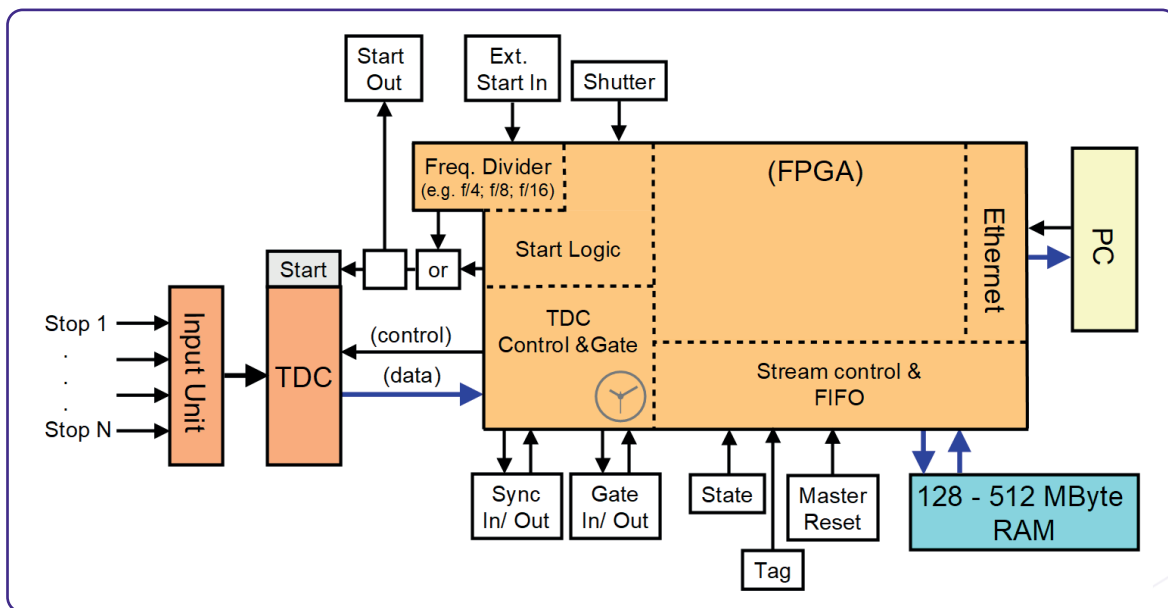 Start
Out
Ext.
Start In
Shutter
Freq. Divider
(e.g. f/4; f/8; f/16)
(FPGA)
Ethernet
PC
Start Logic
or
Start
Stop 1
.
.
.
Stop N
Input Unit
TDC
(control)
(data)
TDC
Control &Gate
Stream control &
FIFO
Sync
In/ Out
Gate
In/ Out
State
Tag
Master
Reset
128 - 512 MByte
RAM